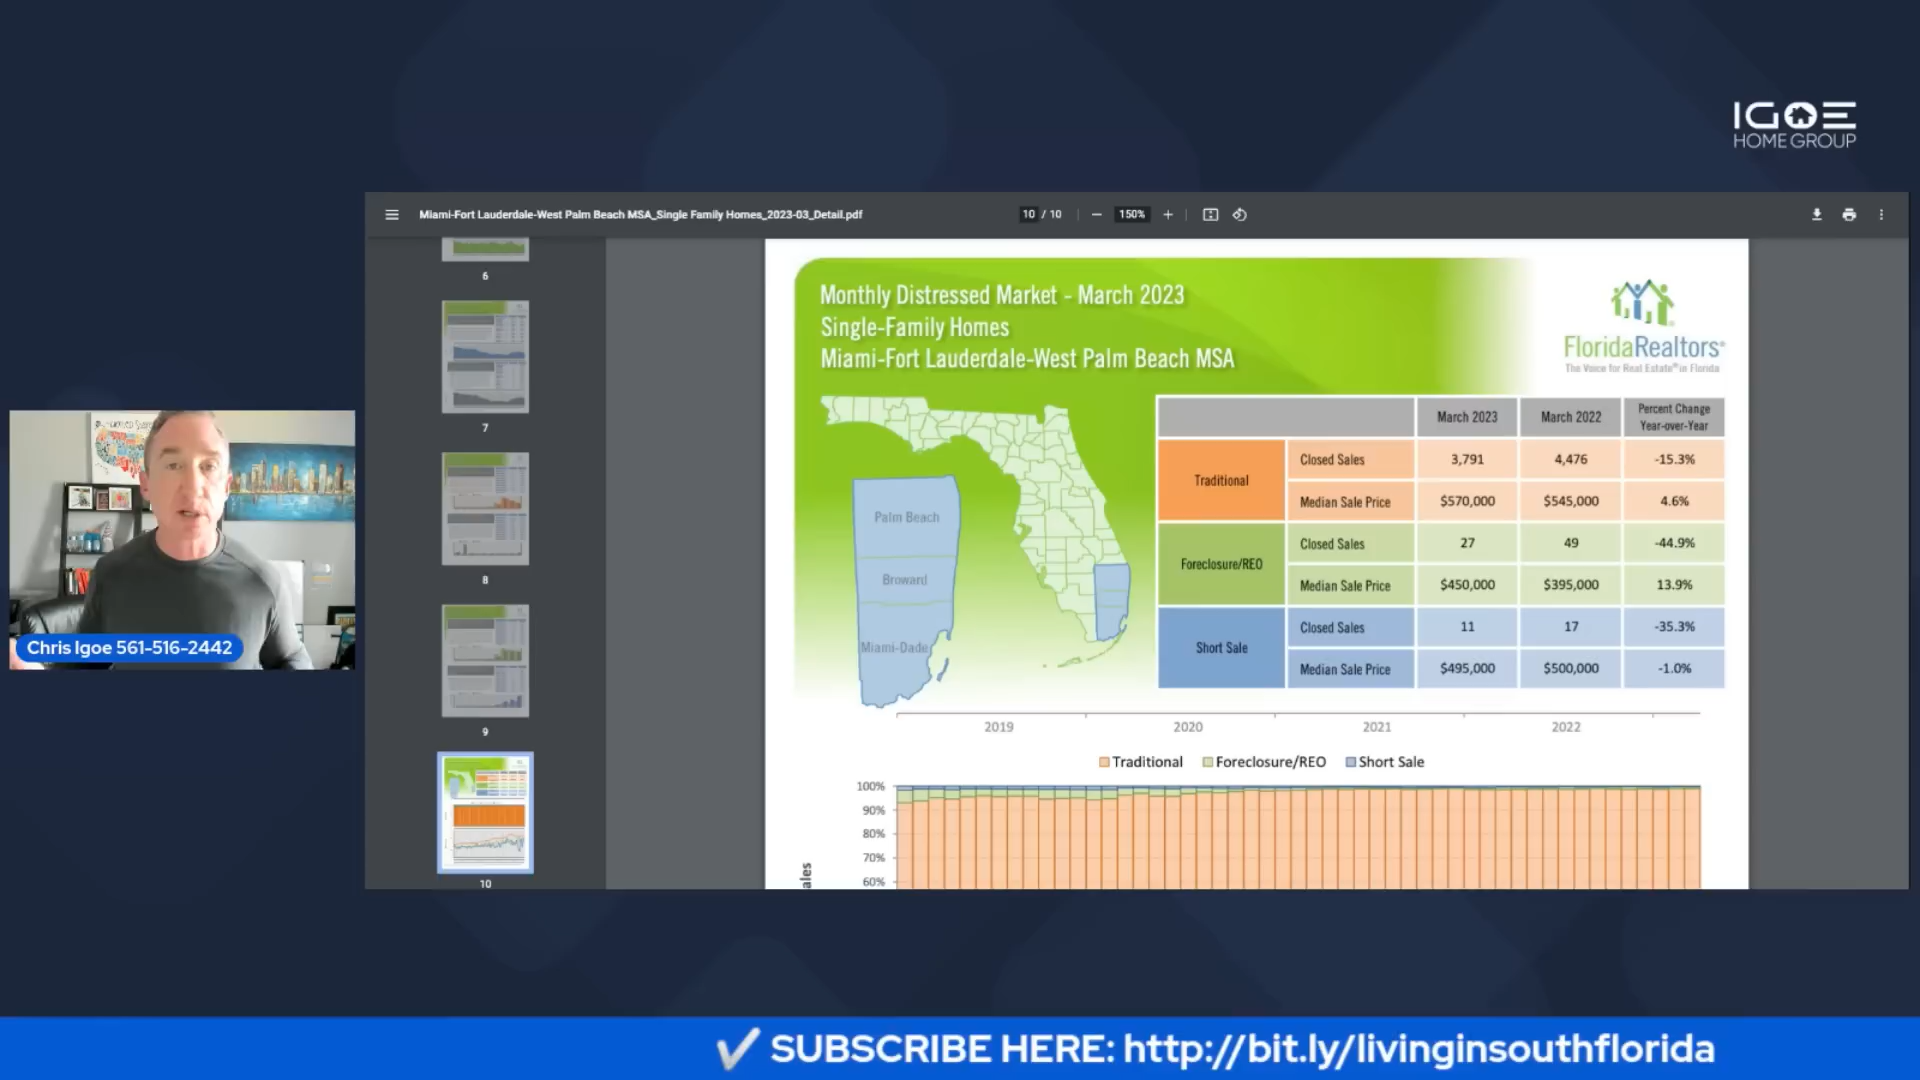 IGOE
HOME GROUP
Miami-Fort Lauderdale-West Palm Beach MSA_Single Family Homes_2023-03_Detail.pdf
10 / 10
150%
6
7
8
9
10
Monthly Distressed Market - March 2023
Single-Family Homes
Miami-Fort Lauderdale-West Palm Beach MSA
FloridaRealtors®
The Voice for Real Estate® in Florida
Palm Beach
Broward
Miami-Dade
March 2023 March 2022 Percent Change Year-over-Year
Traditional
Closed Sales 3,791 4,476 -15.3%
Median Sale Price $570,000 $545,000 4.6%
Foreclosure/REO
Closed Sales 27 49 -44.9%
Median Sale Price $450,000 $395,000 13.9%
Short Sale
Closed Sales 11 17 -35.3%
Median Sale Price $495,000 $500,000 -1.0%
2019 2020 2021 2022
Traditional Foreclosure/REO Short Sale
100%
90%
80%
70%
60%
Chris Igoe 561-516-2442
SUBSCRIBE HERE: http://bit.ly/livinginsouthflorida